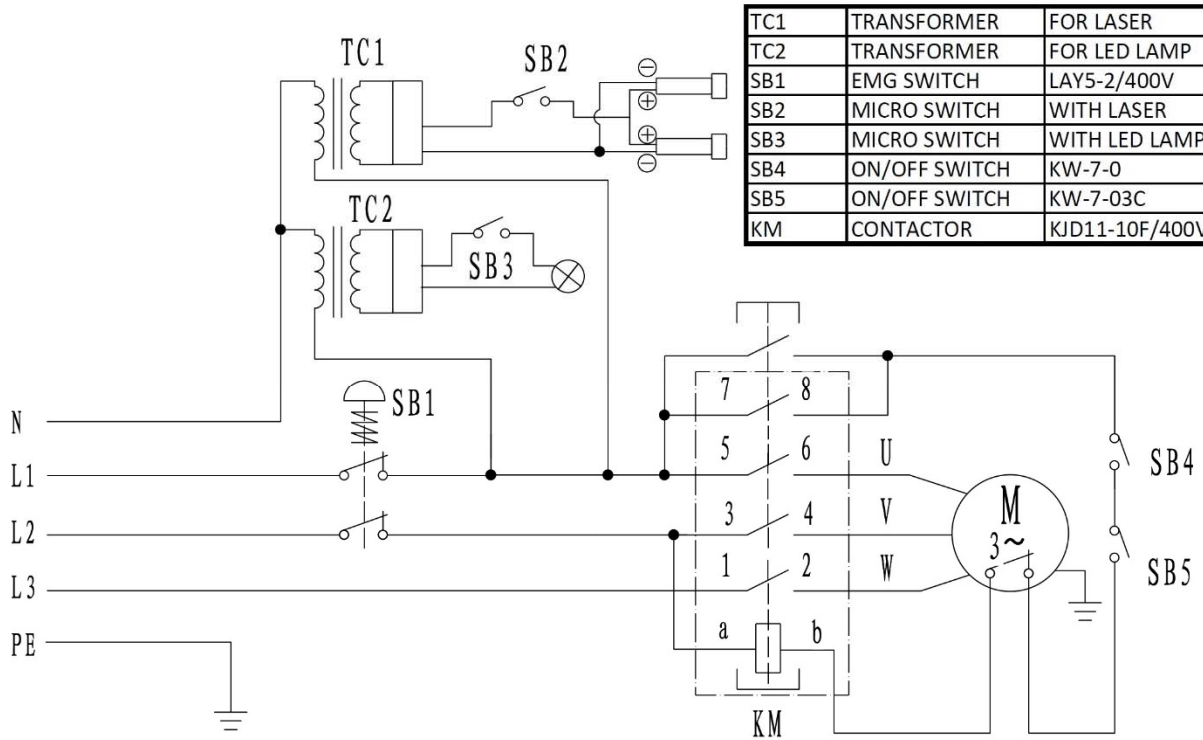 TC1 TRANSFORMER FOR LASER
TC2 TRANSFORMER FOR LED LAMP
SB1 EMG SWITCH LAY5-2/400V
SB2 MICRO SWITCH WITH LASER
SB3 MICRO SWITCH WITH LED LAMP
SB4 ON/OFF SWITCH KW-7-0
SB5 ON/OFF SWITCH KW-7-03C
KM CONTACTOR KJD11-10F/400V
TC1
SB2
−
+
+
−
TC2
SB3
SB1
N
L1
L2
L3
PE
7 8
5 6 U
3 4 V
1 2 W
a b
KM
M
3~
SB4
SB5